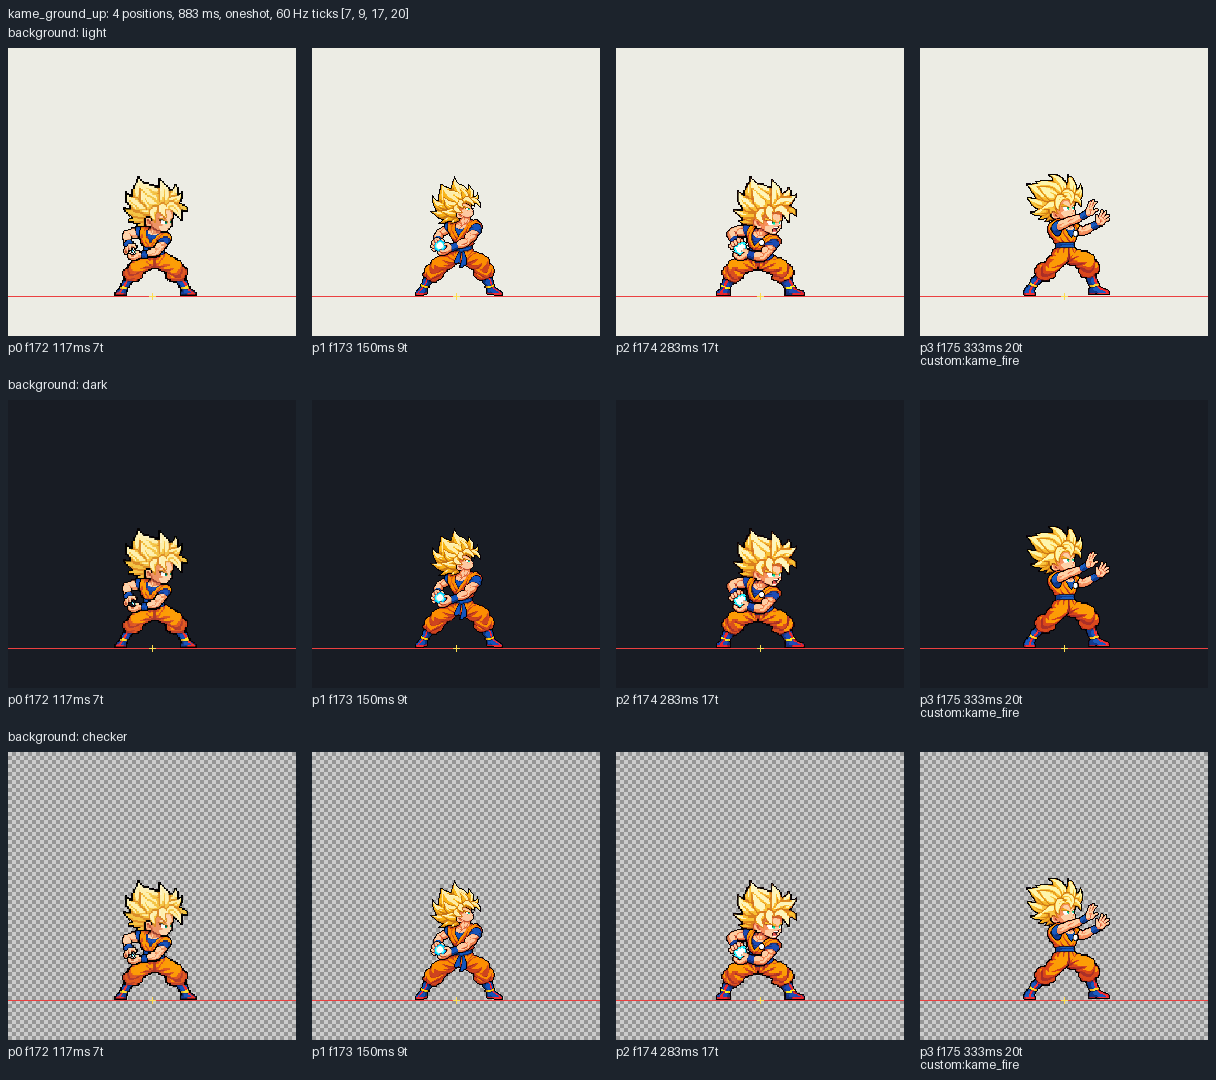 kame_ground_up: 4 positions, 883 ms, oneshot, 60 Hz ticks [7, 9, 17, 20]
background: light
p0 f172 117ms 7t
p1 f173 150ms 9t
p2 f174 283ms 17t
p3 f175 333ms 20t
custom:kame_fire
background: dark
p0 f172 117ms 7t
p1 f173 150ms 9t
p2 f174 283ms 17t
p3 f175 333ms 20t
custom:kame_fire
background: checker
p0 f172 117ms 7t
p1 f173 150ms 9t
p2 f174 283ms 17t
p3 f175 333ms 20t
custom:kame_fire